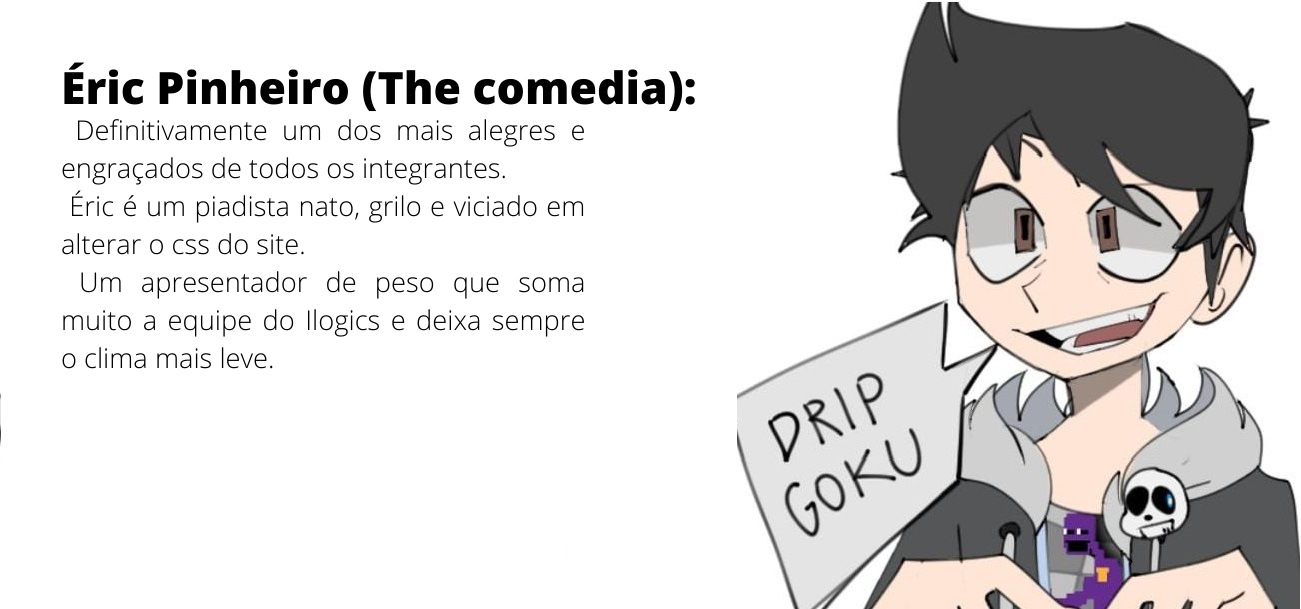 Éric Pinheiro (The comedia):
Definitivamente um dos mais alegres e
engraçados de todos os integrantes.
Éric é um piadista nato, grilo e viciado em
alterar o css do site.
Um apresentador de peso que soma
muito a equipe do Ilogics e deixa sempre
o clima mais leve.
DRIP
GOKU